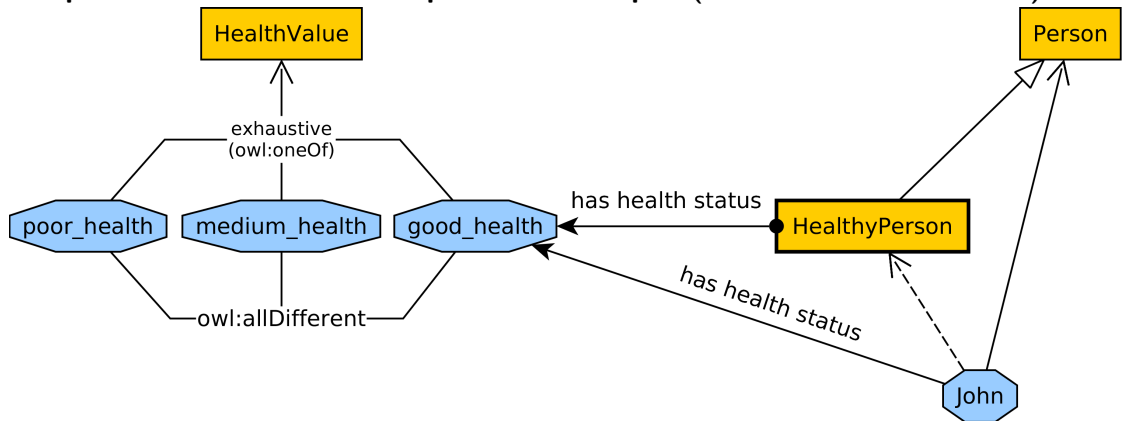 HealthValue
Person
exhaustive
(owl:oneOf)
has health status
poor_health
medium_health
good_health
HealthyPerson
has health status
owl:allDifferent
John